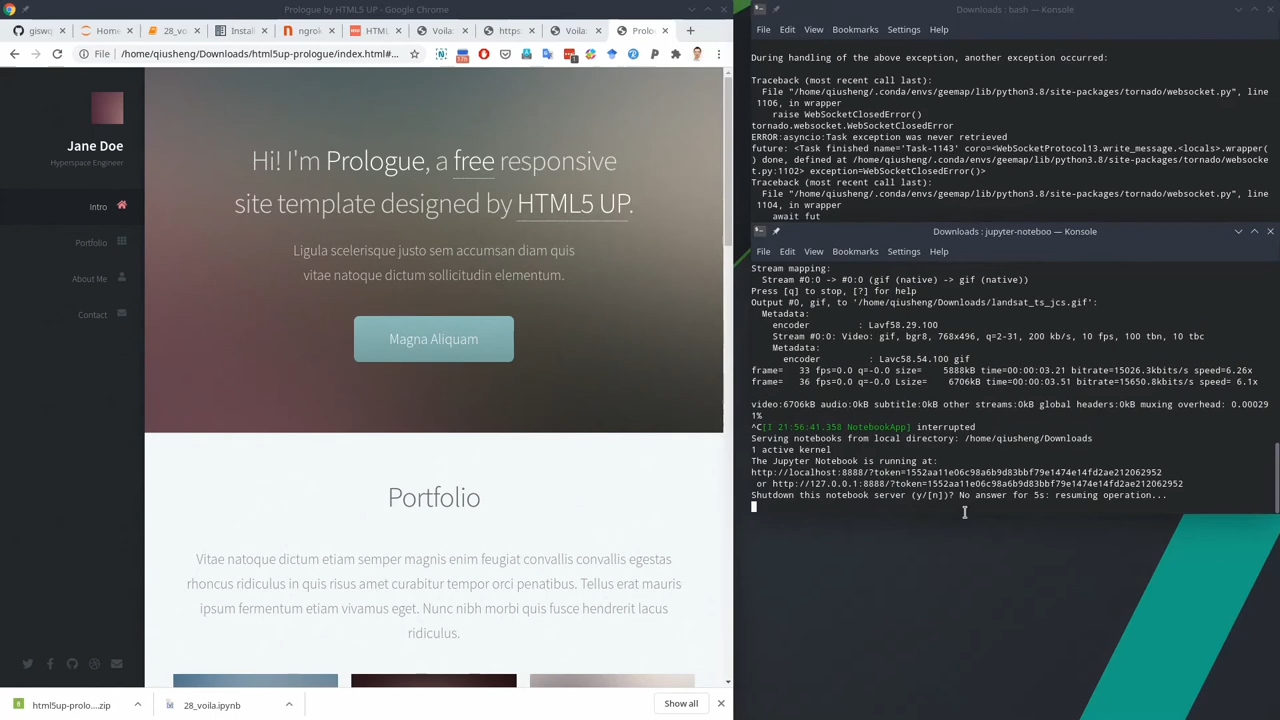 Prologue by HTML5 UP - Google Chrome
giswq
Home
28_voi
Install
ngrok
HTML
Voila
https:
Voila
Prolo
File
/home/qiusheng/Downloads/html5up-prologue/index.html#...
Jane Doe
Hyperspace Engineer
Intro
Portfolio
About Me
Contact
Hi! I'm Prologue, a free responsive
site template designed by HTML5 UP.
Ligula scelerisque justo sem accumsan diam quis
vitae natoque dictum sollicitudin elementum.
Magna Aliquam
Portfolio
Vitae natoque dictum etiam semper magnis enim feugiat convallis convallis egestas
rhoncus ridiculus in quis risus amet curabitur tempor orci penatibus. Tellus erat mauris
ipsum fermentum etiam vivamus eget. Nunc nibh morbi quis fusce hendrerit lacus
ridiculus.
html5up-prolo....zip
28_voila.ipynb
Show all
Downloads : bash — Konsole
File Edit View Bookmarks Settings Help
During handling of the above exception, another exception occurred:
Traceback (most recent call last):
File "/home/qiusheng/.conda/envs/geemap/lib/python3.8/site-packages/tornado/websocket.py", line
1106, in wrapper
raise WebSocketClosedError()
tornado.websocket.WebSocketClosedError
ERROR:asyncio:Task exception was never retrieved
future: <Task finished name='Task-1143' coro=<WebSocketProtocol13.write_message.<locals>.wrapper(
) done, defined at /home/qiusheng/.conda/envs/geemap/lib/python3.8/site-packages/tornado/websocke
t.py:1102> exception=WebSocketClosedError()>
Traceback (most recent call last):
File "/home/qiusheng/.conda/envs/geemap/lib/python3.8/site-packages/tornado/websocket.py", line
1104, in wrapper
await fut
Downloads : jupyter-noteboo — Konsole
File Edit View Bookmarks Settings Help
Stream mapping:
Stream #0:0 -> #0:0 (gif (native) -> gif (native))
Press [q] to stop, [?] for help
Output #0, gif, to '/home/qiusheng/Downloads/landsat_ts_jcs.gif':
Metadata:
encoder : Lavf58.29.100
Stream #0:0: Video: gif, bgr8, 768x496, q=2-31, 200 kb/s, 10 fps, 100 tbn, 10 tbc
Metadata:
encoder : Lavc58.54.100 gif
frame= 33 fps=0.0 q=-0.0 size= 5888kB time=00:00:03.21 bitrate=15026.3kbits/s speed=6.26x
frame= 36 fps=0.0 q=-0.0 Lsize= 6706kB time=00:00:03.51 bitrate=15650.8kbits/s speed= 6.1x
video:6706kB audio:0kB subtitle:0kB other streams:0kB global headers:0kB muxing overhead: 0.00029
1%
^C[I 21:56:41.358 NotebookApp] interrupted
Serving notebooks from local directory: /home/qiusheng/Downloads
1 active kernel
The Jupyter Notebook is running at:
http://localhost:8888/?token=1552aa11e06c98a6b9d83bbf79e1474e14fd2ae212062952
or http://127.0.0.1:8888/?token=1552aa11e06c98a6b9d83bbf79e1474e14fd2ae212062952
Shutdown this notebook server (y/[n])? No answer for 5s: resuming operation...